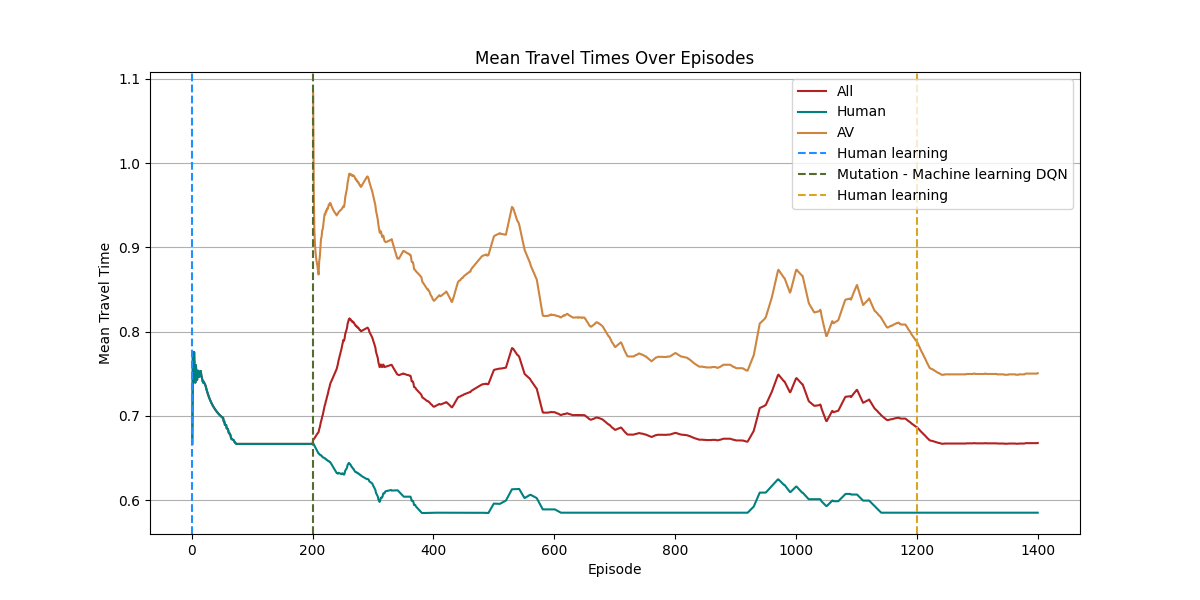 Mean Travel Times Over Episodes
Mean Travel Time
1.1
1.0
0.9
0.8
0.7
0.6
All
Human
AV
Human learning
Mutation - Machine learning DQN
Human learning
0 200 400 600 800 1000 1200 1400
Episode